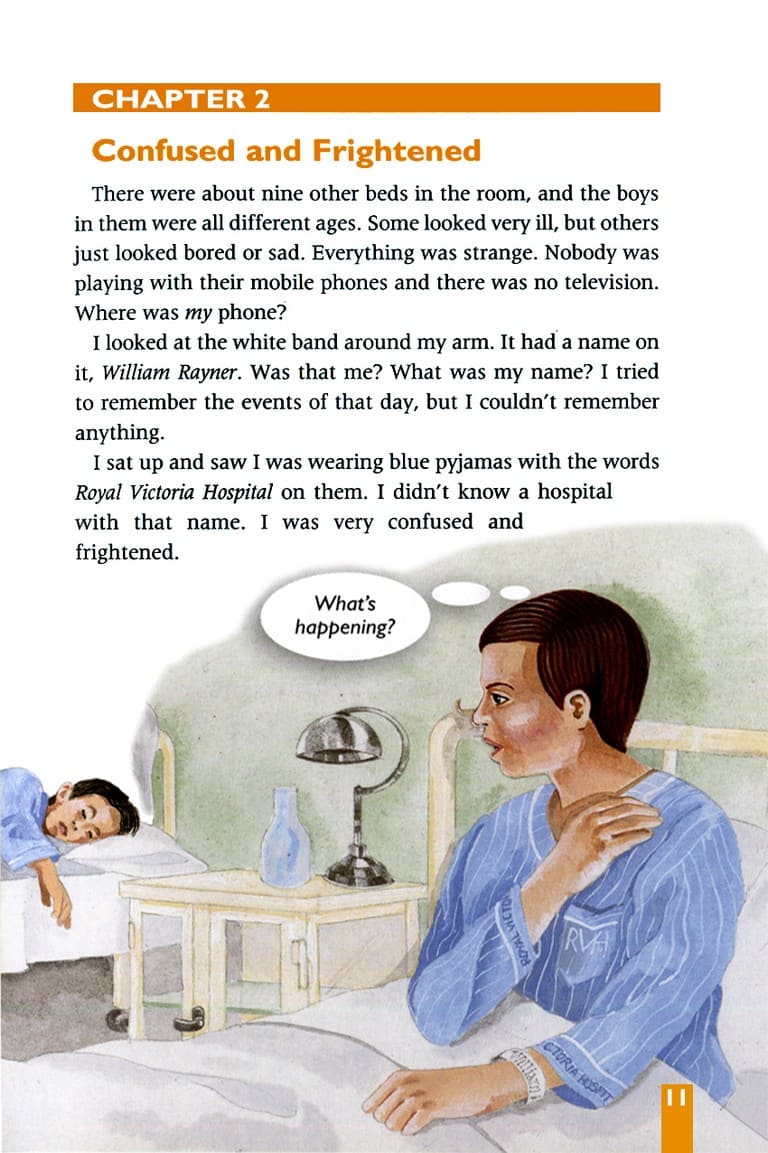 CHAPTER 2
Confused and Frightened
There were about nine other beds in the room, and the boys
in them were all different ages. Some looked very ill, but others
just looked bored or sad. Everything was strange. Nobody was
playing with their mobile phones and there was no television.
Where was my phone?
I looked at the white band around my arm. It had a name on
it, William Rayner. Was that me? What was my name? I tried
to remember the events of that day, but I couldn't remember
anything.
I sat up and saw I was wearing blue pyjamas with the words
Royal Victoria Hospital on them. I didn't know a hospital
with that name. I was very confused and
frightened.
What's
happening?
ROYAL VICTO
RVH
CTORIA HOSPIT
William
11